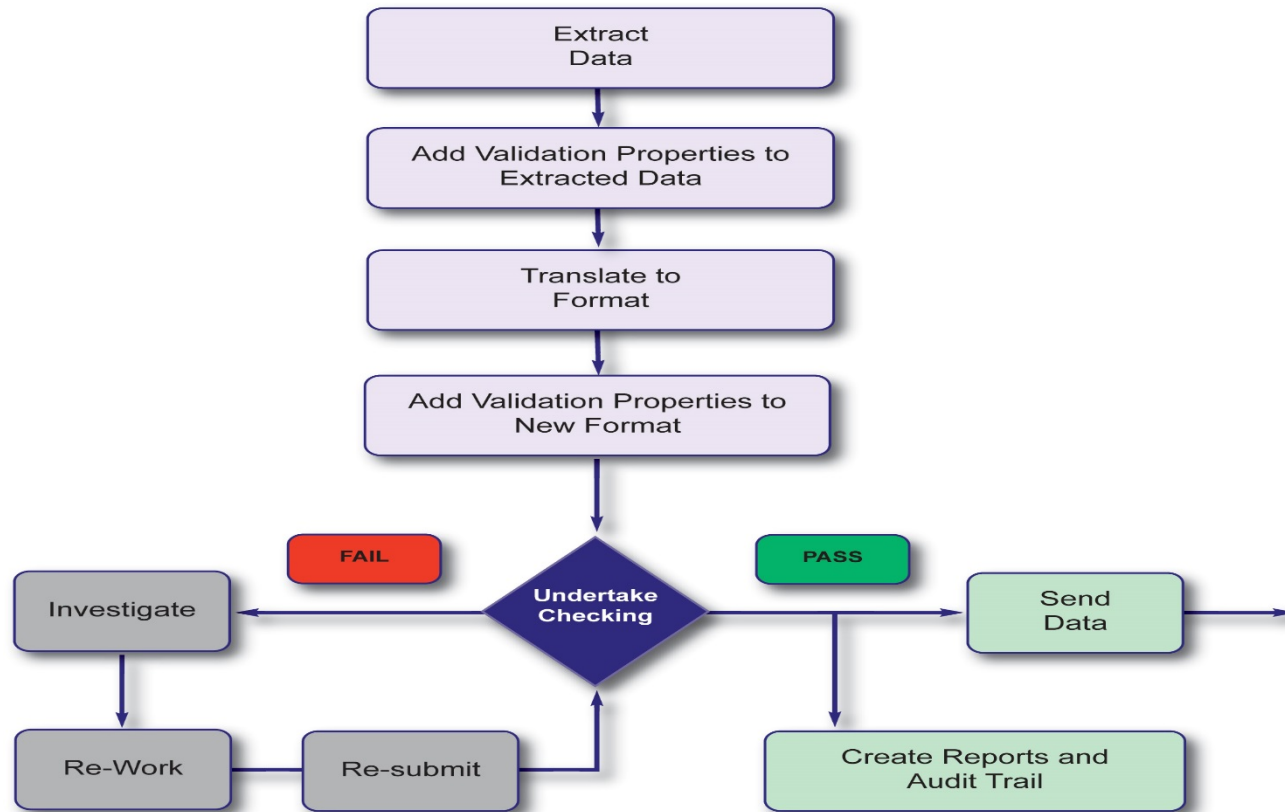 Extract
Data
Add Validation Properties to
Extracted Data
Translate to
Format
Add Validation Properties to
New Format
FAIL
PASS
Investigate
Undertake
Checking
Send
Data
Re-Work
Re-submit
Create Reports and
Audit Trail